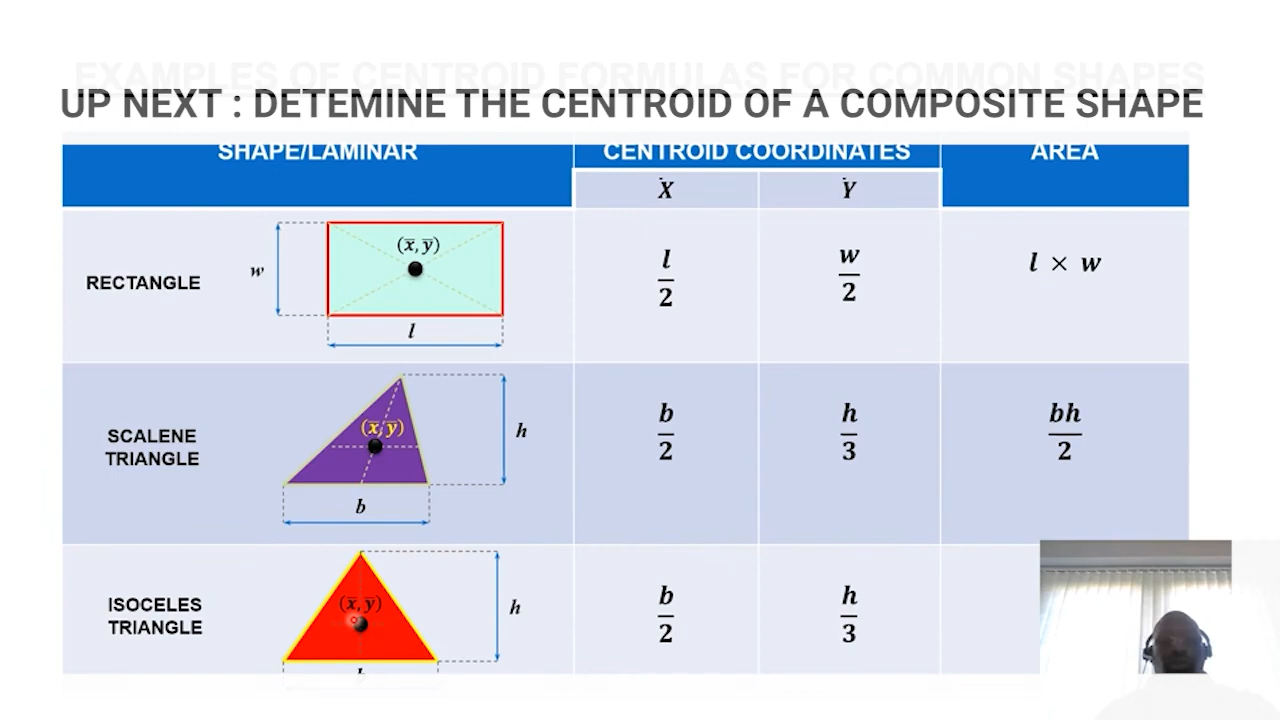 EXAMPLES OF CENTROID FORMULAS FOR COMMON SHAPES
UP NEXT : DETEMINE THE CENTROID OF A COMPOSITE SHAPE
SHAPE/LAMINAR CENTROID COORDINATES AREA
X Y
RECTANGLE w (x̅, y̅) l l/2 w/2 l × w
SCALENE TRIANGLE (x̅, y̅) h b b/2 h/3 bh/2
ISOCELES TRIANGLE (x̅, y̅) h b/2 h/3